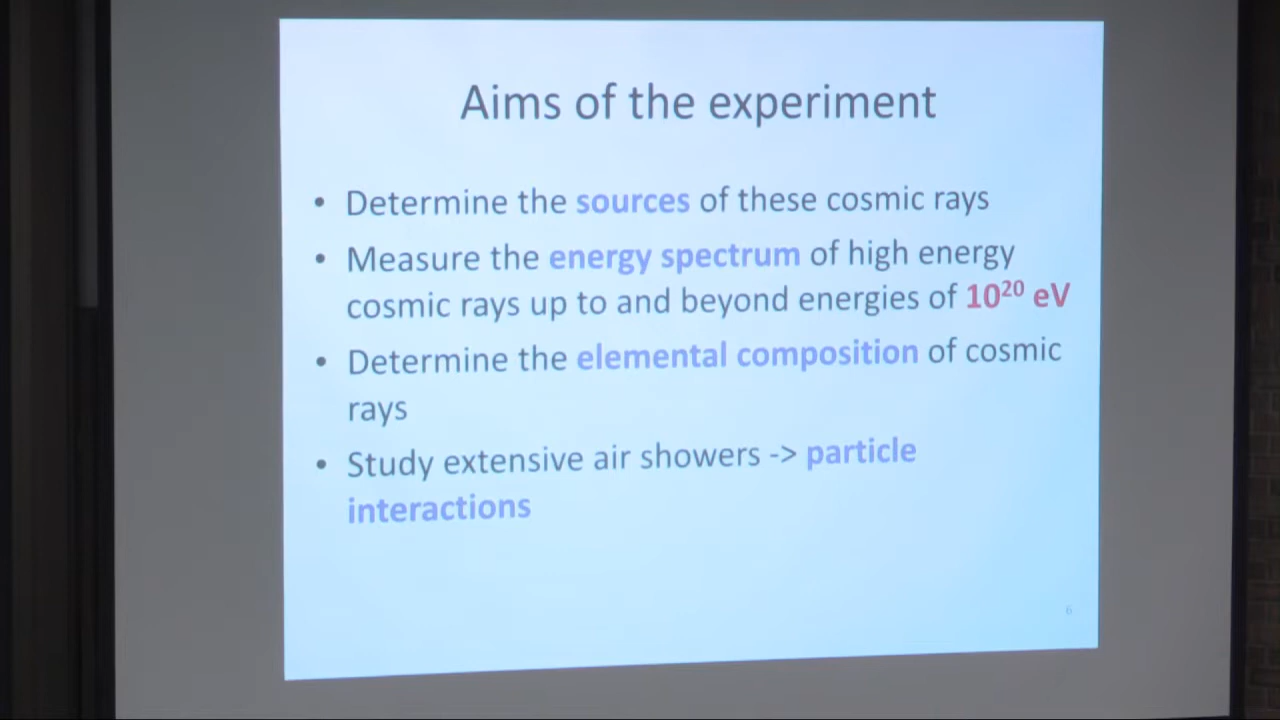 Aims of the experiment
• Determine the sources of these cosmic rays
• Measure the energy spectrum of high energy
cosmic rays up to and beyond energies of 10²⁰ eV
• Determine the elemental composition of cosmic
rays
• Study extensive air showers -> particle
interactions
6